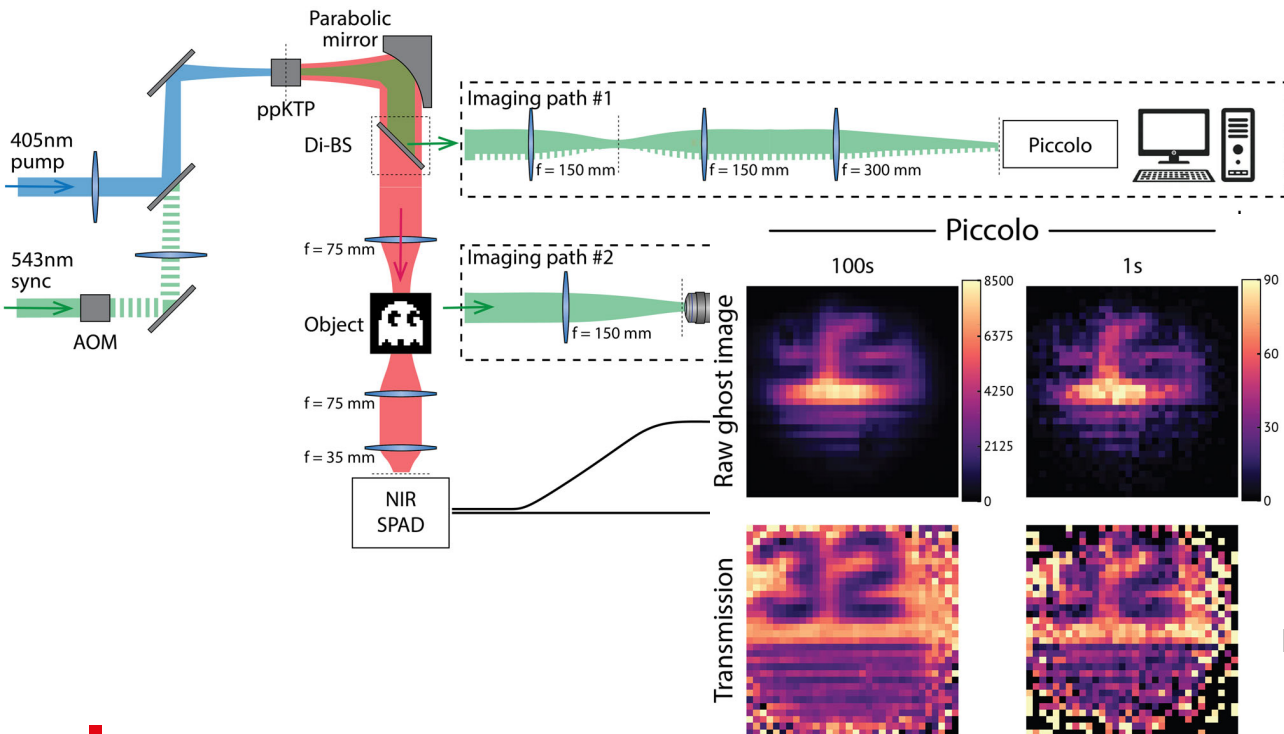 Parabolic
mirror
ppKTP
Di-BS
405nm
pump
543nm
sync
AOM
Imaging path #1
f = 150 mm
f = 150 mm
f = 300 mm
Piccolo
f = 75 mm
Imaging path #2
f = 150 mm
Object
f = 75 mm
f = 35 mm
NIR
SPAD
Piccolo
100s
1s
Raw ghost image
8500
6375
4250
2125
0
90
60
30
0
Transmission
32
32